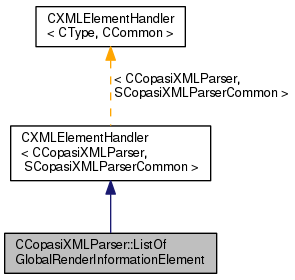 CXMLElementHandler
< CType, CCommon >
< CCopasiXMLParser,
SCopasiXMLParserCommon >
CXMLElementHandler
< CCopasiXMLParser,
SCopasiXMLParserCommon >
CCopasiXMLParser::ListOf
GlobalRenderInformationElement